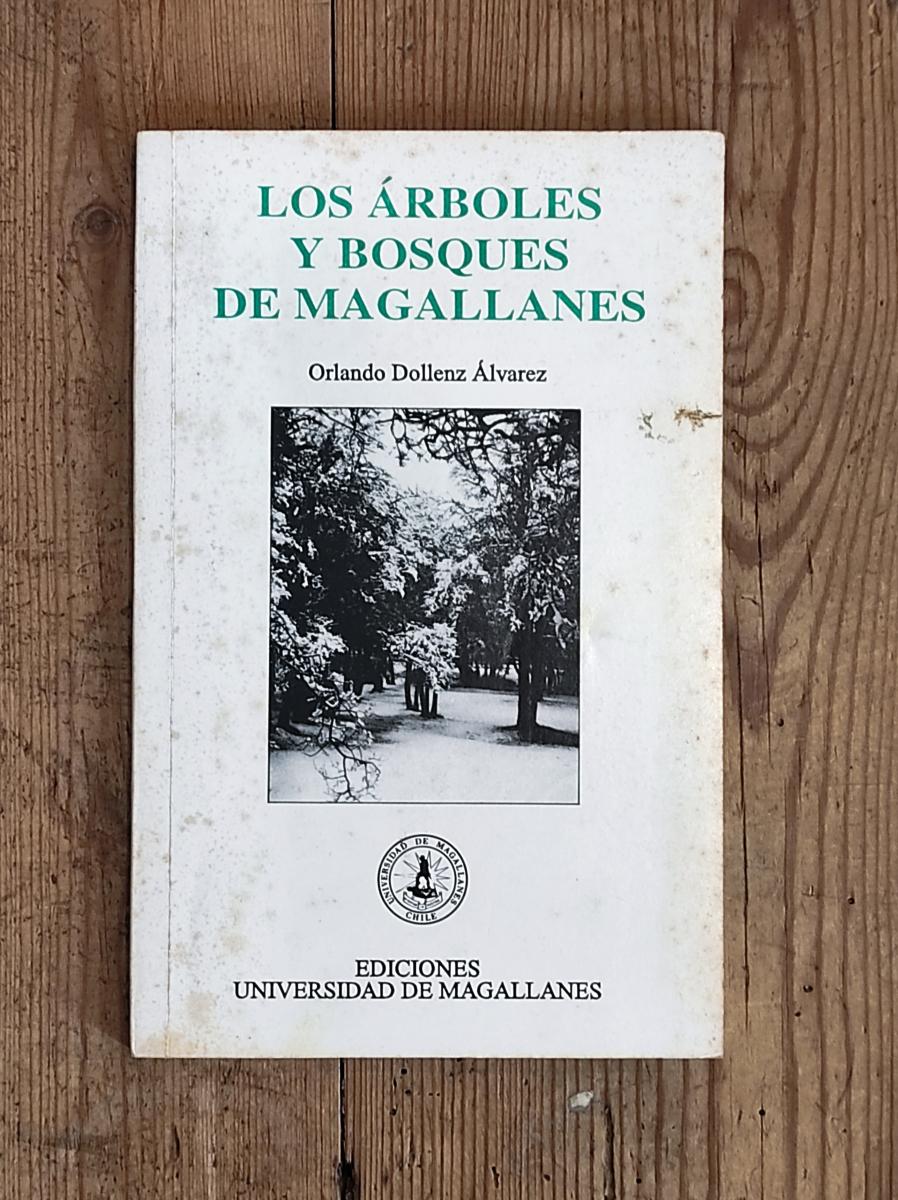 LOS ÁRBOLES
Y BOSQUES
DE MAGALLANES
Orlando Dollenz Álvarez
UNIVERSIDAD DE MAGALLANES
CHILE
EDICIONES
UNIVERSIDAD DE MAGALLANES